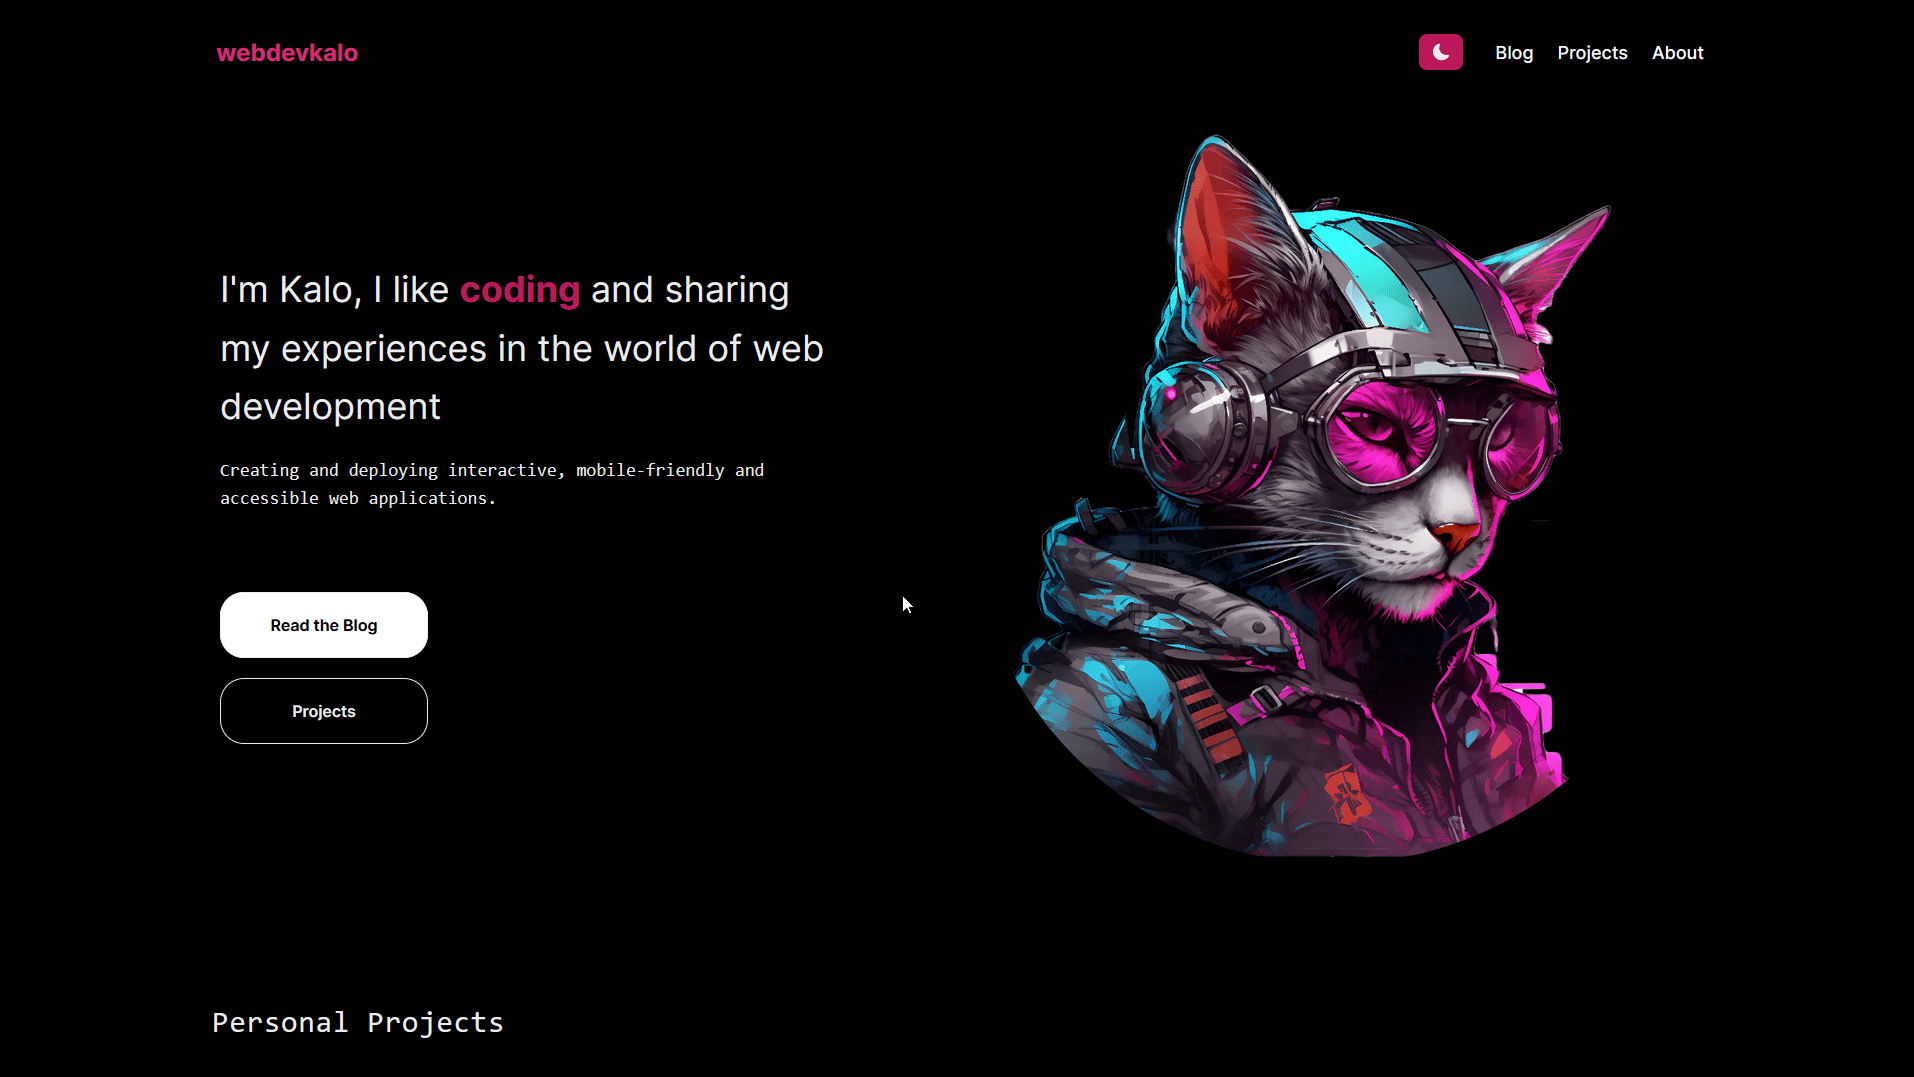 webdevkalo
Blog Projects About
I'm Kalo, I like coding and sharing
my experiences in the world of web
development
Creating and deploying interactive, mobile-friendly and
accessible web applications.
Read the Blog
Projects
Personal Projects